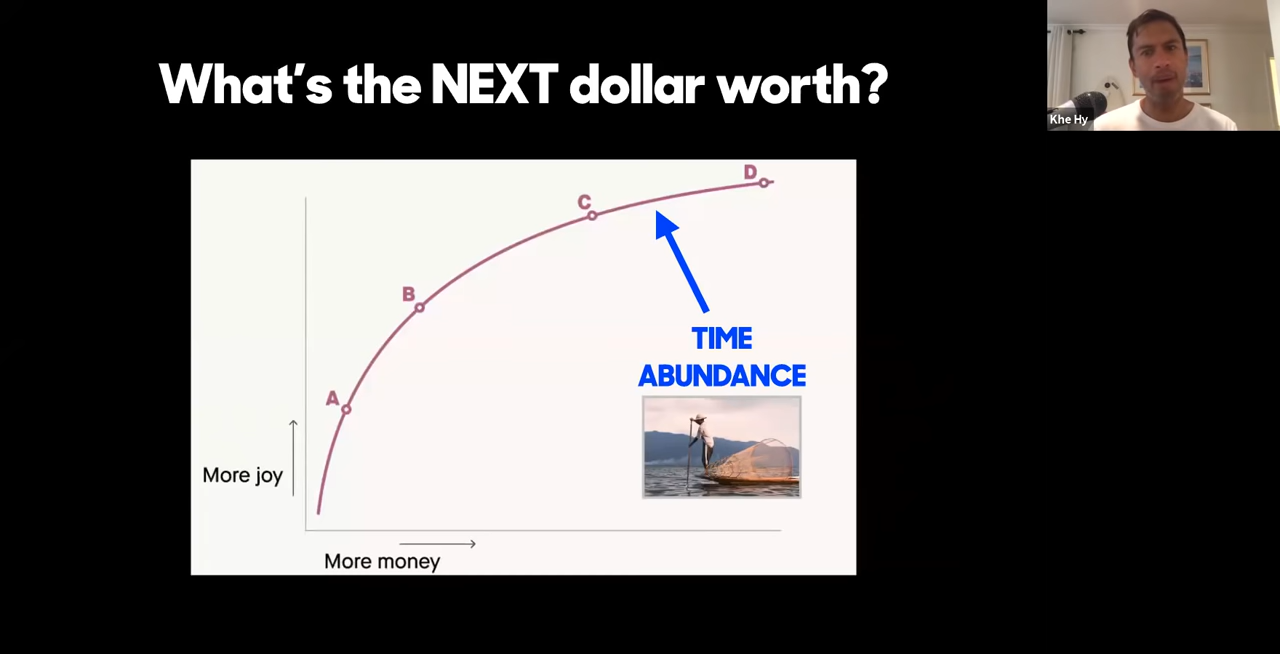 What's the NEXT dollar worth?
Khe Hy
D
C
B
A
TIME
ABUNDANCE
More joy
More money